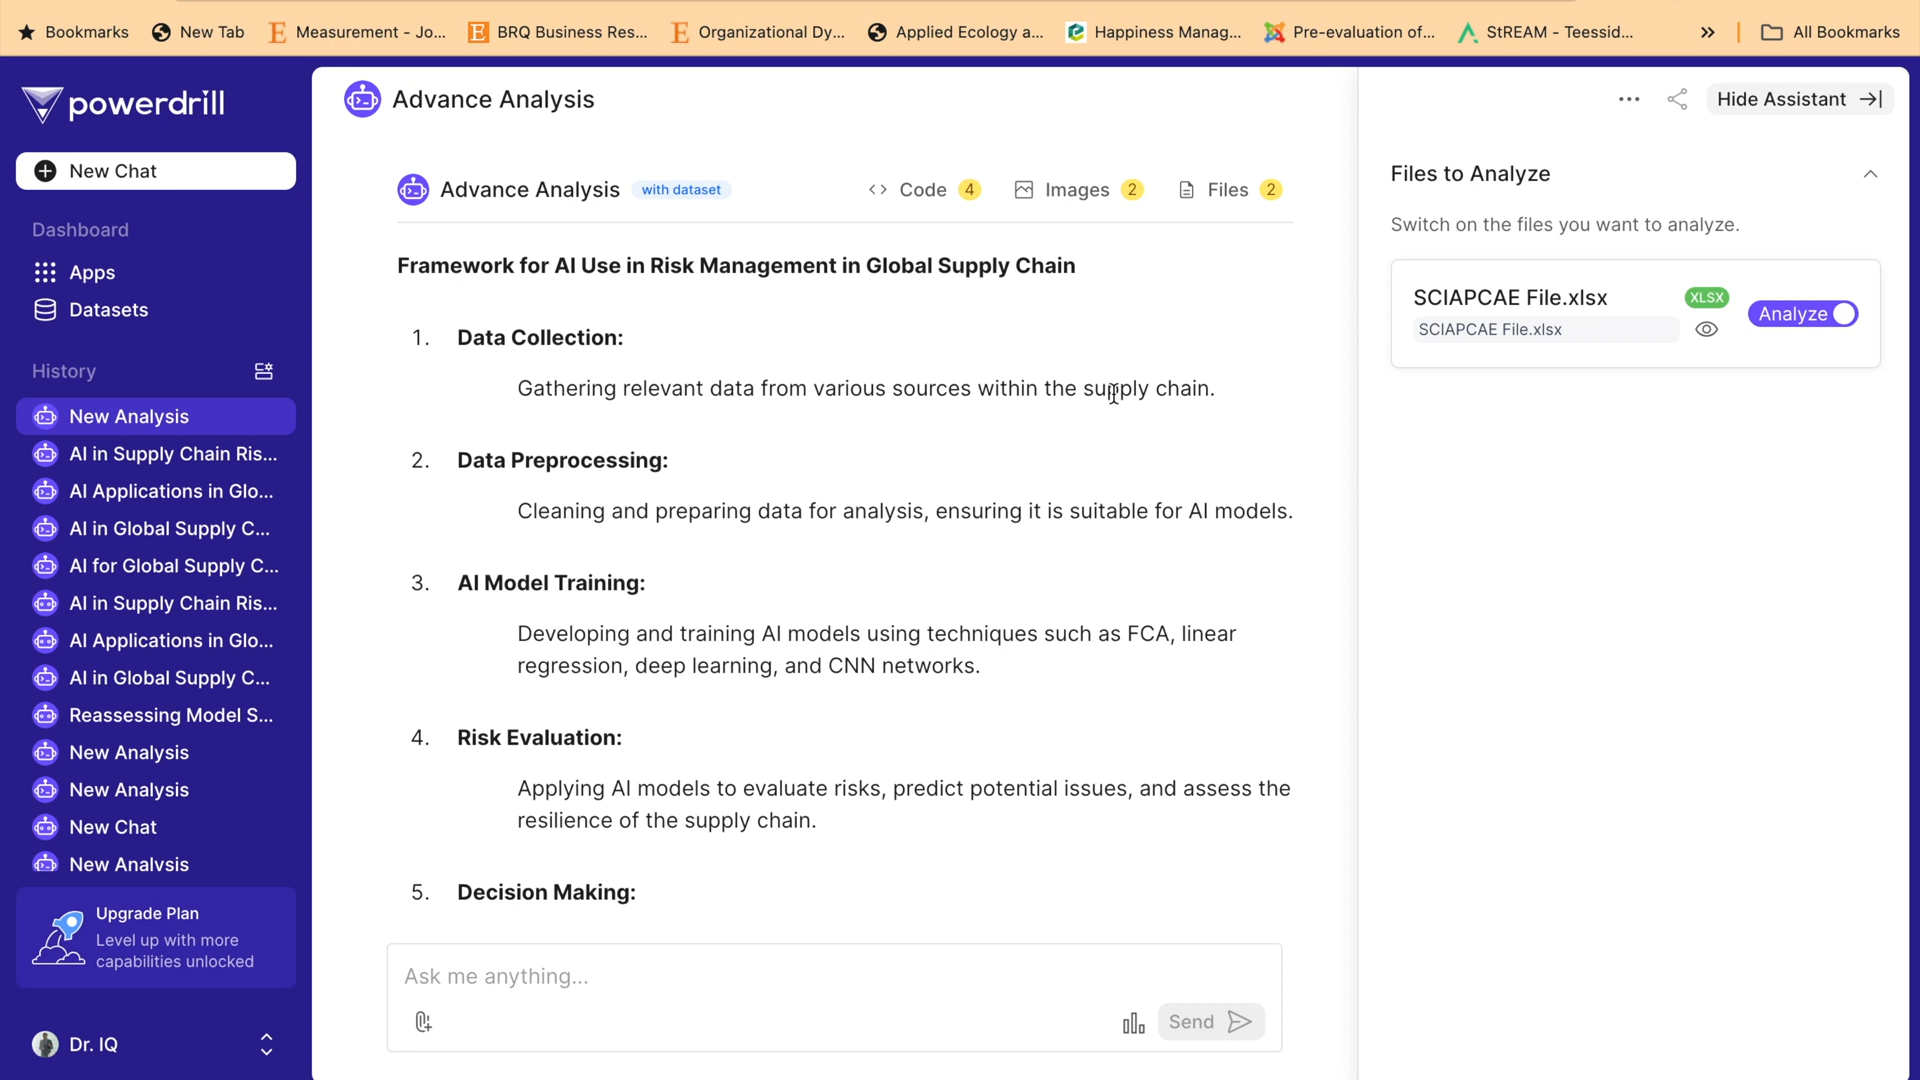 Bookmarks
New Tab
Measurement - Jo...
BRQ Business Res...
Organizational Dy...
Applied Ecology a...
Happiness Manag...
Pre-evaluation of...
StREAM - Teessid...
All Bookmarks
powerdrill
New Chat
Dashboard
Apps
Datasets
History
New Analysis
AI in Supply Chain Ris...
AI Applications in Glo...
AI in Global Supply C...
AI for Global Supply C...
AI in Supply Chain Ris...
AI Applications in Glo...
AI in Global Supply C...
Reassessing Model S...
New Analysis
New Analysis
New Chat
New Analysis
Upgrade Plan
Level up with more
capabilities unlocked
Dr. IQ
Advance Analysis
Advance Analysis with dataset
Code 4
Images 2
Files 2
Framework for AI Use in Risk Management in Global Supply Chain
1. Data Collection:
Gathering relevant data from various sources within the supply chain.
2. Data Preprocessing:
Cleaning and preparing data for analysis, ensuring it is suitable for AI models.
3. AI Model Training:
Developing and training AI models using techniques such as FCA, linear
regression, deep learning, and CNN networks.
4. Risk Evaluation:
Applying AI models to evaluate risks, predict potential issues, and assess the
resilience of the supply chain.
5. Decision Making:
Ask me anything...
Send
Hide Assistant
Files to Analyze
Switch on the files you want to analyze.
SCIAPCAE File.xlsx
XLSX
SCIAPCAE File.xlsx
Analyze